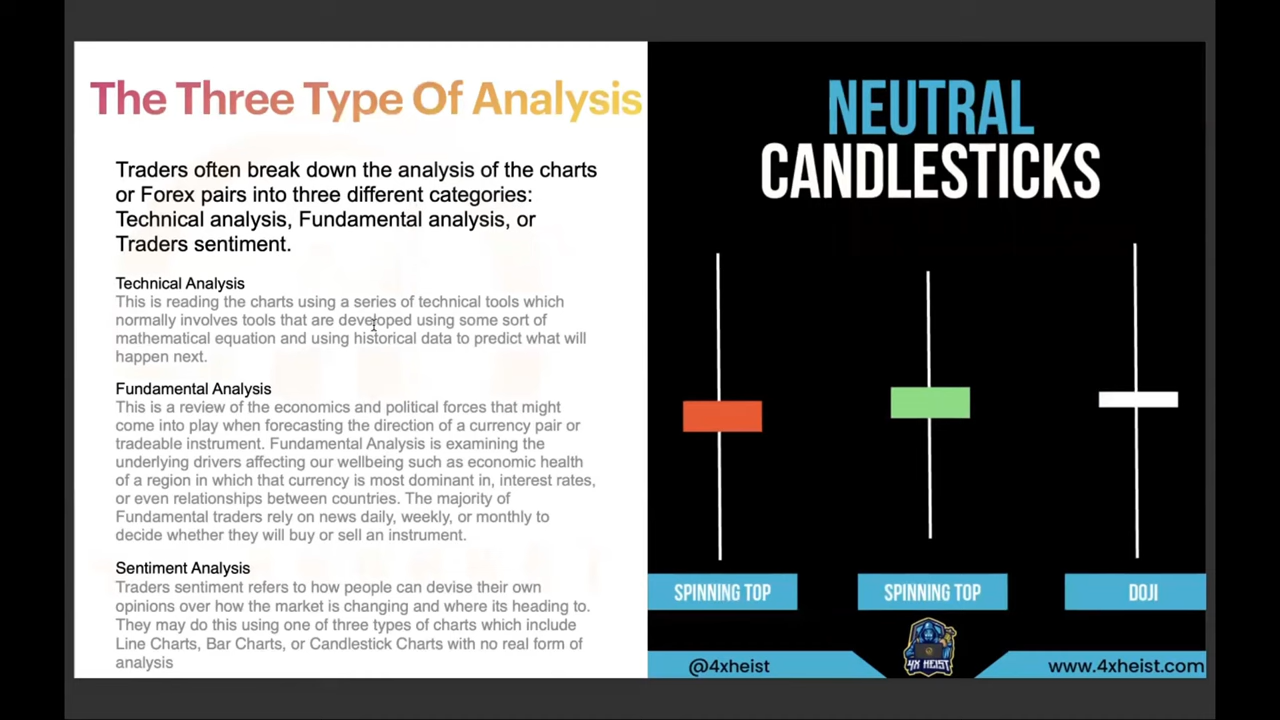 The Three Type Of Analysis
Traders often break down the analysis of the charts
or Forex pairs into three different categories:
Technical analysis, Fundamental analysis, or
Traders sentiment.
Technical Analysis
This is reading the charts using a series of technical tools which
normally involves tools that are developed using some sort of
mathematical equation and using historical data to predict what will
happen next.
Fundamental Analysis
This is a review of the economics and political forces that might
come into play when forecasting the direction of a currency pair or
tradeable instrument. Fundamental Analysis is examining the
underlying drivers affecting our wellbeing such as economic health
of a region in which that currency is most dominant in, interest rates,
or even relationships between countries. The majority of
Fundamental traders rely on news daily, weekly, or monthly to
decide whether they will buy or sell an instrument.
Sentiment Analysis
Traders sentiment refers to how people can devise their own
opinions over how the market is changing and where its heading to.
They may do this using one of three types of charts which include
Line Charts, Bar Charts, or Candlestick Charts with no real form of
analysis
NEUTRAL
CANDLESTICKS
SPINNING TOP
SPINNING TOP
DOJI
@4xheist
4X HEIST
www.4xheist.com